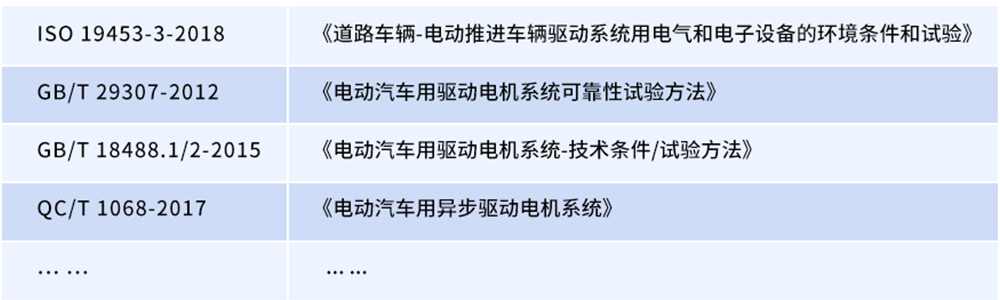 ISO 19453-3-2018 《道路车辆-电动推进车辆驱动系统用电气和电子设备的环境条件和试验》
GB/T 29307-2012 《电动汽车用驱动电机系统可靠性试验方法》
GB/T 18488.1/2-2015 《电动汽车用驱动电机系统-技术条件/试验方法》
QC/T 1068-2017 《电动汽车用异步驱动电机系统》
... ... ... ...